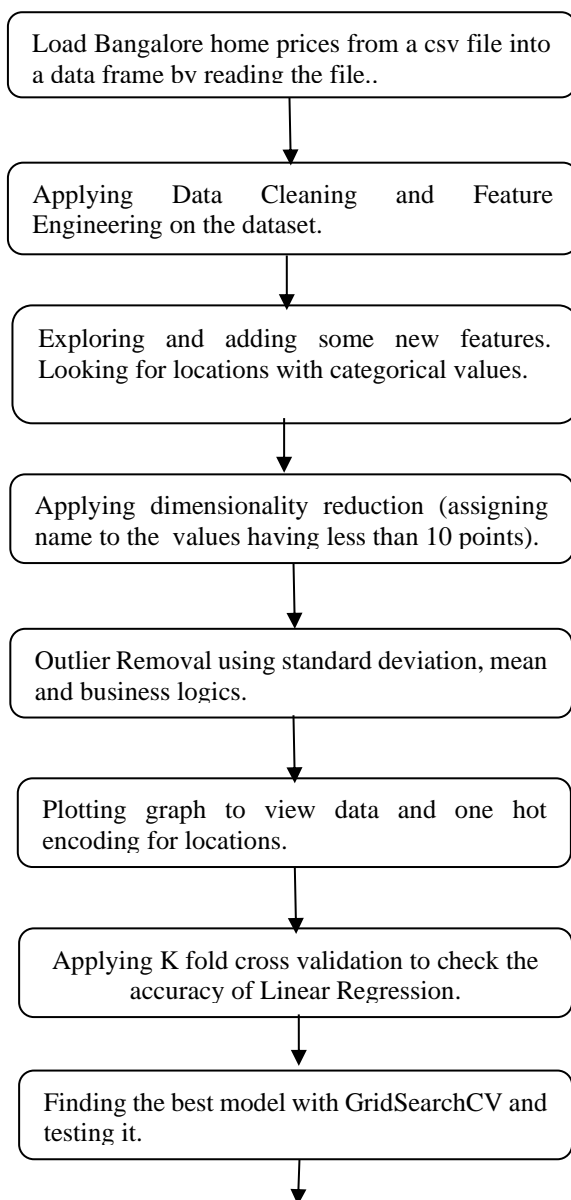 Load Bangalore home prices from a csv file into
a data frame by reading the file..
Applying Data Cleaning and Feature
Engineering on the dataset.
Exploring and adding some new features.
Looking for locations with categorical values.
Applying dimensionality reduction (assigning
name to the values having less than 10 points).
Outlier Removal using standard deviation, mean
and business logics.
Plotting graph to view data and one hot
encoding for locations.
Applying K fold cross validation to check the
accuracy of Linear Regression.
Finding the best model with GridSearchCV and
testing it.